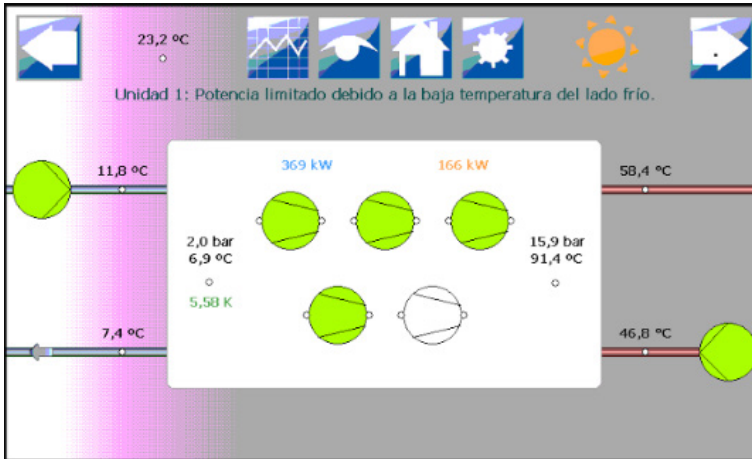 23,2 ºC
Unidad 1: Potencia limitado debido a la baja temperatura del lado frío.
11,8 ºC
369 kW
166 kW
58,4 ºC
2,0 bar
6,9 ºC
5,58 K
15,9 bar
91,4 ºC
7,4 ºC
46,8 ºC